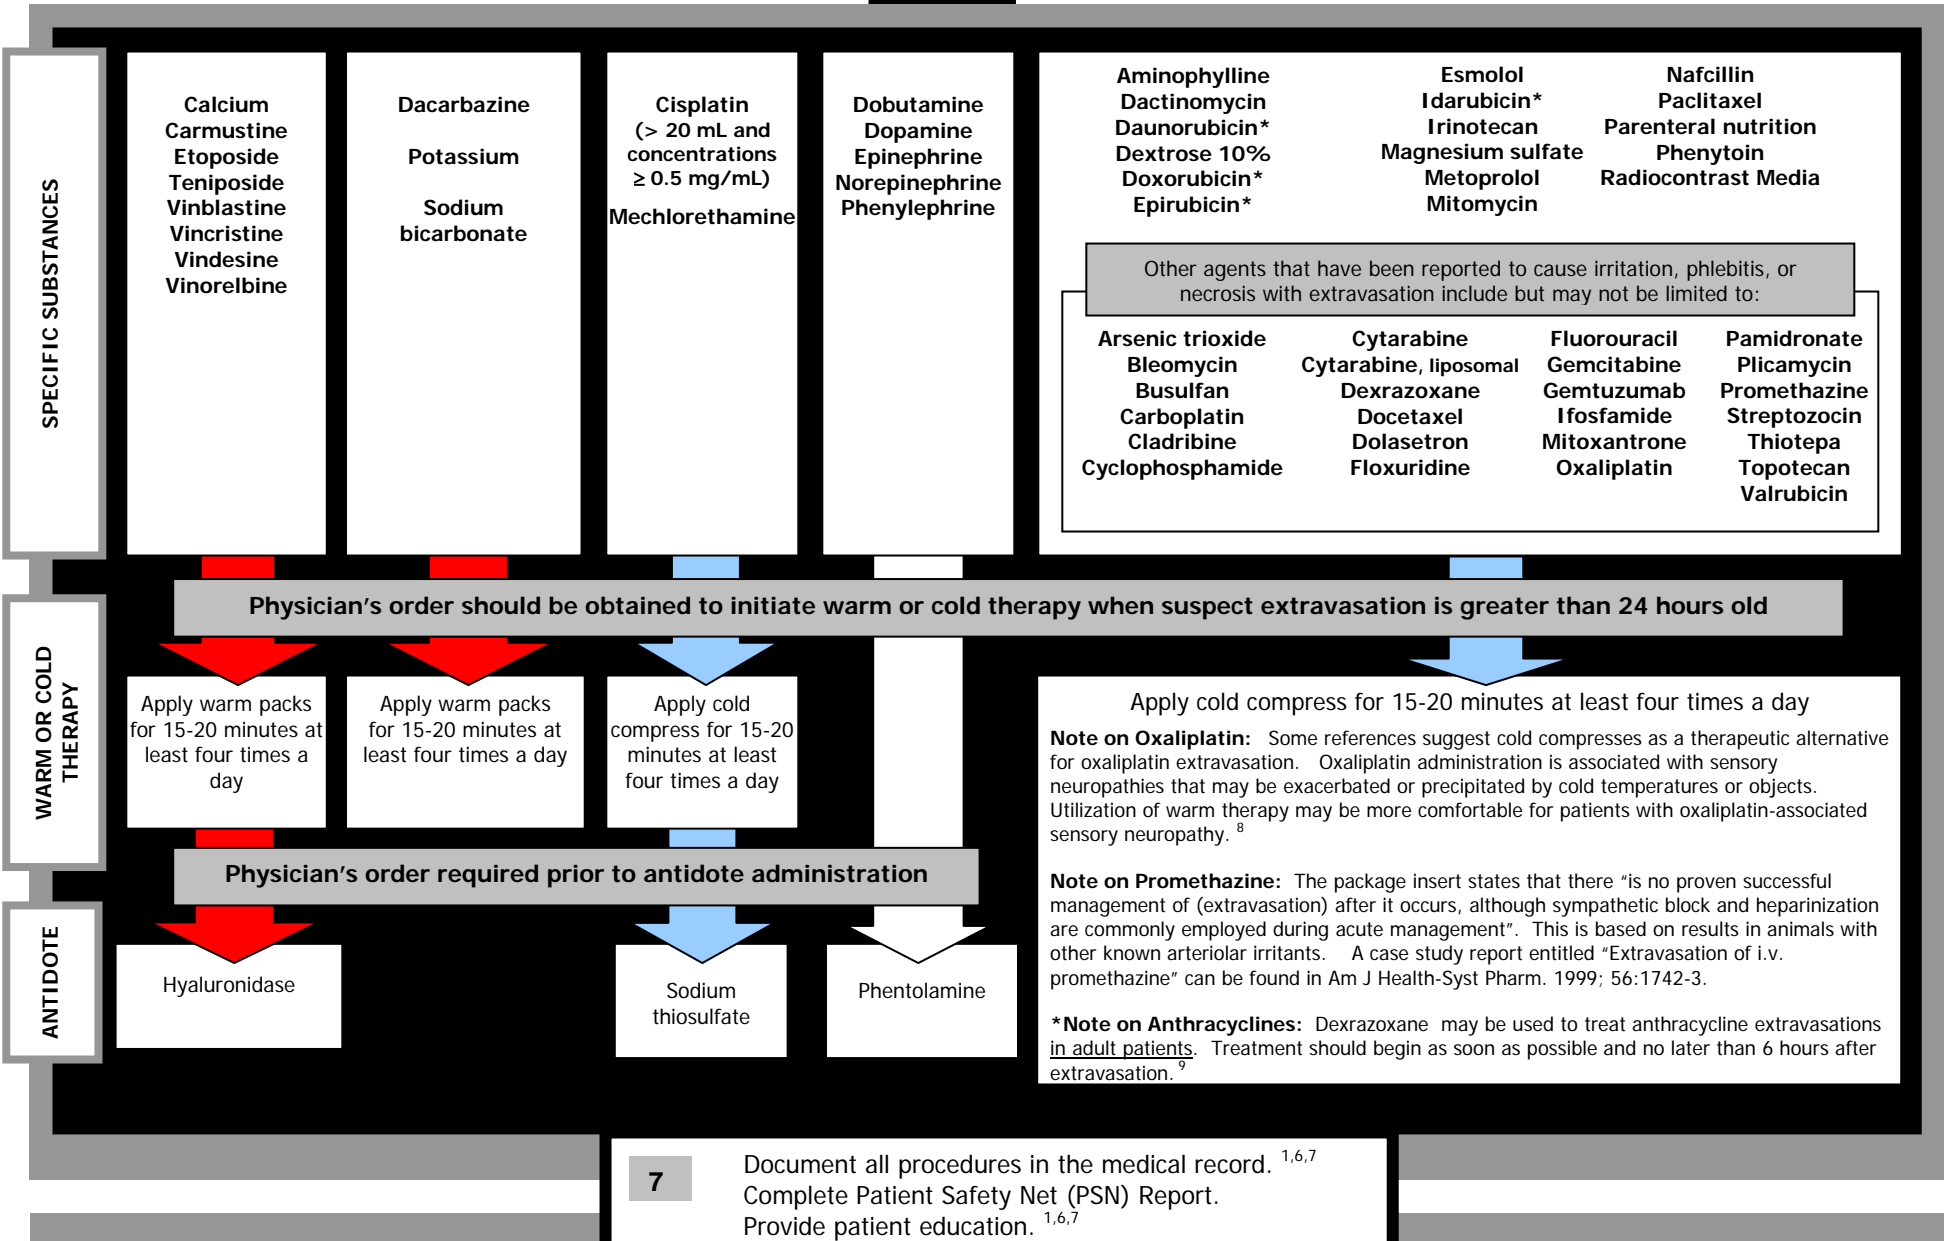 SPECIFIC SUBSTANCES
Calcium
Carmustine
Etoposide
Teniposide
Vinblastine
Vincristine
Vindesine
Vinorelbine
Dacarbazine
Potassium
Sodium
bicarbonate
Cisplatin
(> 20 mL and
concentrations
≥ 0.5 mg/mL)
Mechlorethamine
Dobutamine
Dopamine
Epinephrine
Norepinephrine
Phenylephrine
Aminophylline
Dactinomycin
Daunorubicin*
Dextrose 10%
Doxorubicin*
Epirubicin*
Esmolol
Idarubicin*
Irinotecan
Magnesium sulfate
Metoprolol
Mitomycin
Nafcillin
Paclitaxel
Parenteral nutrition
Phenytoin
Radiocontrast Media
Other agents that have been reported to cause irritation, phlebitis, or
necrosis with extravasation include but may not be limited to:
Arsenic trioxide
Bleomycin
Busulfan
Carboplatin
Cladribine
Cyclophosphamide
Cytarabine
Cytarabine, liposomal
Dexrazoxane
Docetaxel
Dolasetron
Floxuridine
Fluorouracil
Gemcitabine
Gemtuzumab
Ifosfamide
Mitoxantrone
Oxaliplatin
Pamidronate
Plicamycin
Promethazine
Streptozocin
Thiotepa
Topotecan
Valrubicin
Physician's order should be obtained to initiate warm or cold therapy when suspect extravasation is greater than 24 hours old
WARM OR COLD
THERAPY
Apply warm packs
for 15-20 minutes at
least four times a
day
Apply warm packs
for 15-20 minutes at
least four times a day
Apply cold
compress for 15-20
minutes at least
four times a day
Apply cold compress for 15-20 minutes at least four times a day
Note on Oxaliplatin: Some references suggest cold compresses as a therapeutic alternative
for oxaliplatin extravasation. Oxaliplatin administration is associated with sensory
neuropathies that may be exacerbated or precipitated by cold temperatures or objects.
Utilization of warm therapy may be more comfortable for patients with oxaliplatin-associated
sensory neuropathy. 8
Note on Promethazine: The package insert states that there "is no proven successful
management of (extravasation) after it occurs, although sympathetic block and heparinization
are commonly employed during acute management". This is based on results in animals with
other known arteriolar irritants. A case study report entitled "Extravasation of i.v.
promethazine" can be found in Am J Health-Syst Pharm. 1999; 56:1742-3.
*Note on Anthracyclines: Dexrazoxane may be used to treat anthracycline extravasations
in adult patients. Treatment should begin as soon as possible and no later than 6 hours after
extravasation. 9
Physician's order required prior to antidote administration
ANTIDOTE
Hyaluronidase
Sodium
thiosulfate
Phentolamine
7
Document all procedures in the medical record. 1,6,7
Complete Patient Safety Net (PSN) Report.
Provide patient education. 1,6,7